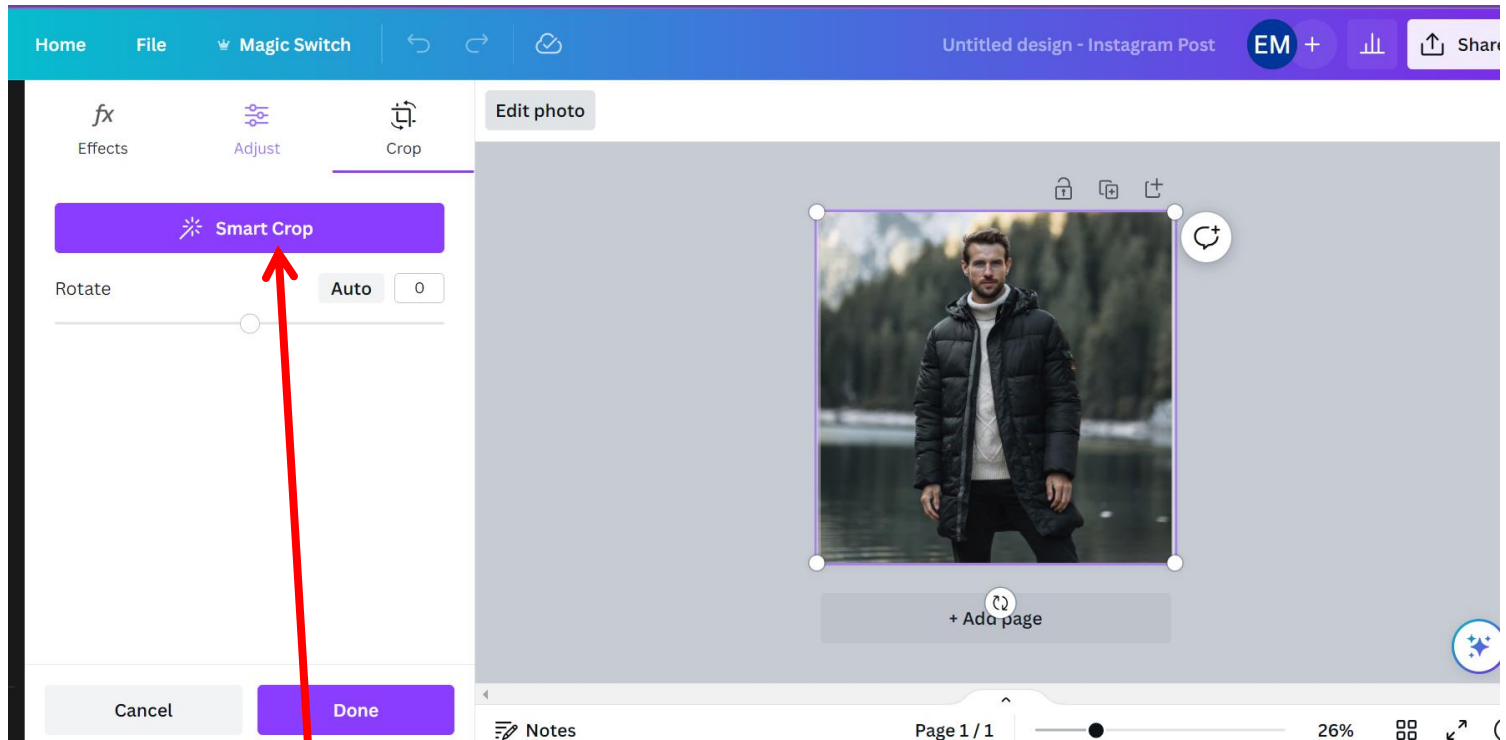 Home File Magic Switch Untitled design - Instagram Post EM + Share
fx
Effects Adjust Crop
Edit photo
Smart Crop
Rotate Auto 0
+ Add page
Cancel Done
Notes Page 1 / 1 26%